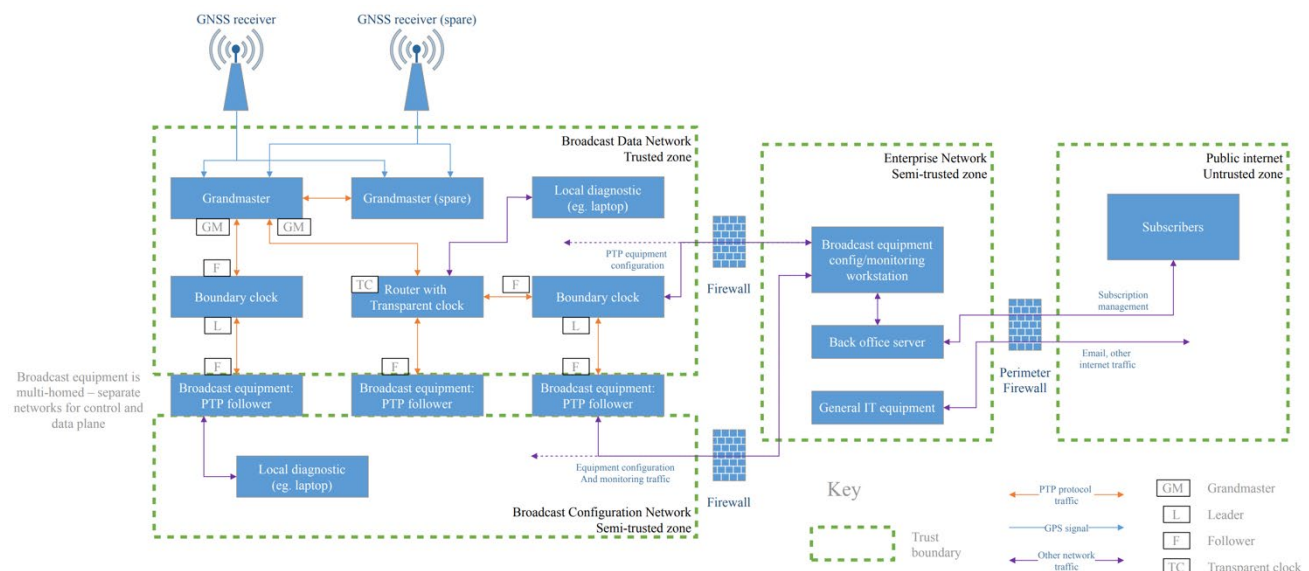 GNSS receiver
GNSS receiver (spare)
Broadcast Data Network
Trusted zone
Enterprise Network
Semi-trusted zone
Public internet
Untrusted zone
Grandmaster
Grandmaster (spare)
Local diagnostic
(eg. laptop)
GM
GM
PTP equipment
configuration
Firewall
Broadcast equipment
config/monitoring
workstation
Subscribers
F
Boundary clock
TC
Router with
Transparent clock
F
Boundary clock
L
L
Subscription
management
Back office server
F
F
F
Email, other
internet traffic
Perimeter
Firewall
Broadcast equipment is
multi-homed – separate
networks for control and
data plane
Broadcast equipment:
PTP follower
Broadcast equipment:
PTP follower
Broadcast equipment:
PTP follower
General IT equipment
Local diagnostic
(eg. laptop)
Equipment configuration
And monitoring traffic
Firewall
Broadcast Configuration Network
Semi-trusted zone
Key
Trust
boundary
PTP protocol
traffic
GPS signal
Other network
traffic
GM Grandmaster
L Leader
F Follower
TC Transparent clock